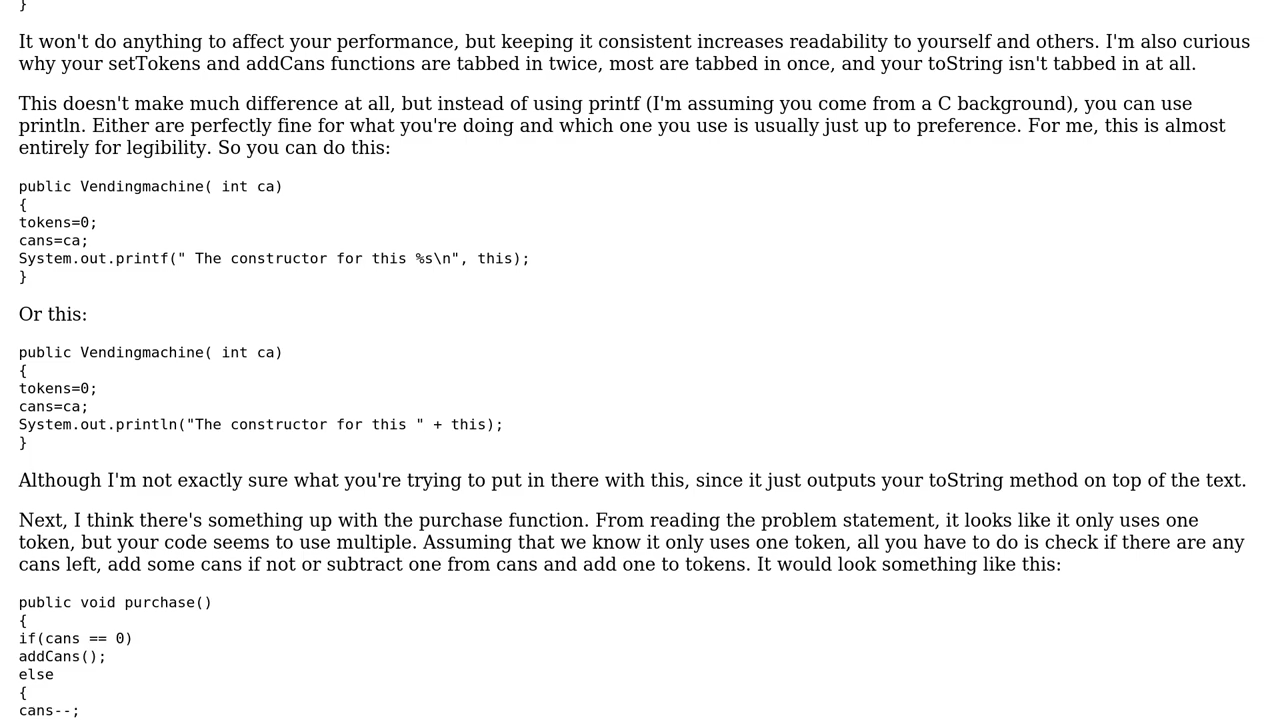 }
It won't do anything to affect your performance, but keeping it consistent increases readability to yourself and others. I'm also curious
why your setTokens and addCans functions are tabbed in twice, most are tabbed in once, and your toString isn't tabbed in at all.
This doesn't make much difference at all, but instead of using printf (I'm assuming you come from a C background), you can use
println. Either are perfectly fine for what you're doing and which one you use is usually just up to preference. For me, this is almost
entirely for legibility. So you can do this:
public Vendingmachine( int ca)
{
tokens=0;
cans=ca;
System.out.printf(" The constructor for this %s\n", this);
}
Or this:
public Vendingmachine( int ca)
{
tokens=0;
cans=ca;
System.out.println("The constructor for this " + this);
}
Although I'm not exactly sure what you're trying to put in there with this, since it just outputs your toString method on top of the text.
Next, I think there's something up with the purchase function. From reading the problem statement, it looks like it only uses one
token, but your code seems to use multiple. Assuming that we know it only uses one token, all you have to do is check if there are any
cans left, add some cans if not or subtract one from cans and add one to tokens. It would look something like this:
public void purchase()
{
if(cans == 0)
addCans();
else
{
cans--;